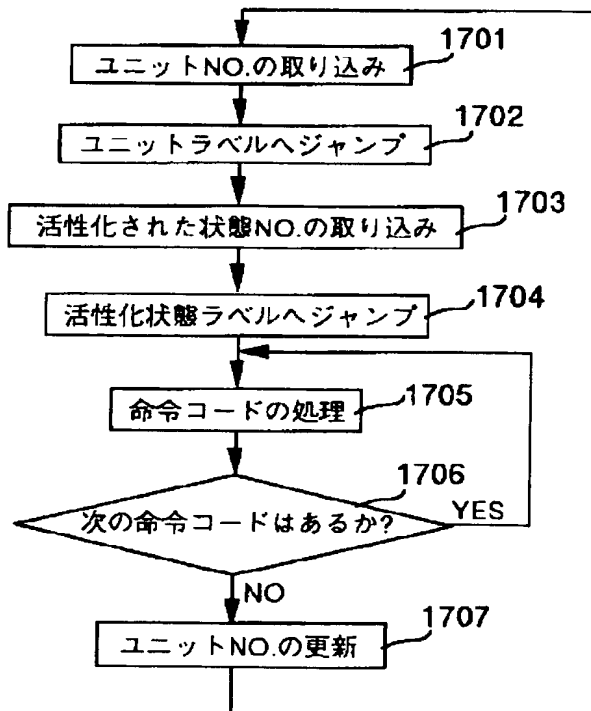 1701
ユニットNO.の取り込み
1702
ユニットラベルへジャンプ
1703
活性化された状態NO.の取り込み
1704
活性化状態ラベルへジャンプ
1705
命令コードの処理
1706
次の命令コードはあるか?
YES
NO
1707
ユニットNO.の更新